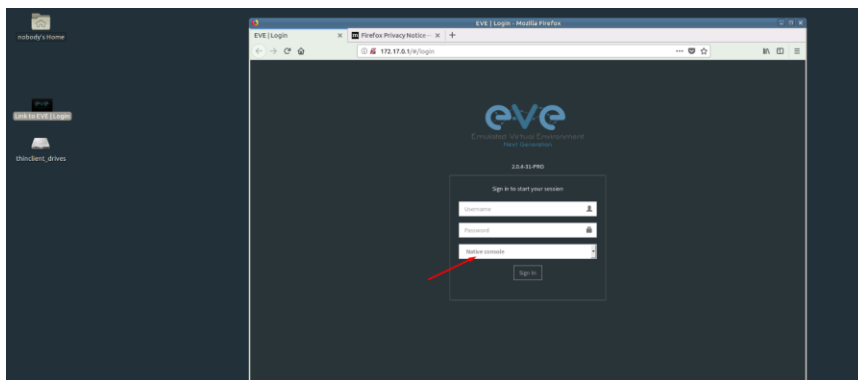 nobody's Home
EVE
Link to EVE | Login
thinclient_drives
EVE | Login - Mozilla Firefox
EVE | Login
Firefox Privacy Notice
172.17.0.1/#/login
eve
Emulated Virtual Environment
Next Generation
2.0.4-31-PRO
Sign in to start your session
Username
Password
Native console
Sign In